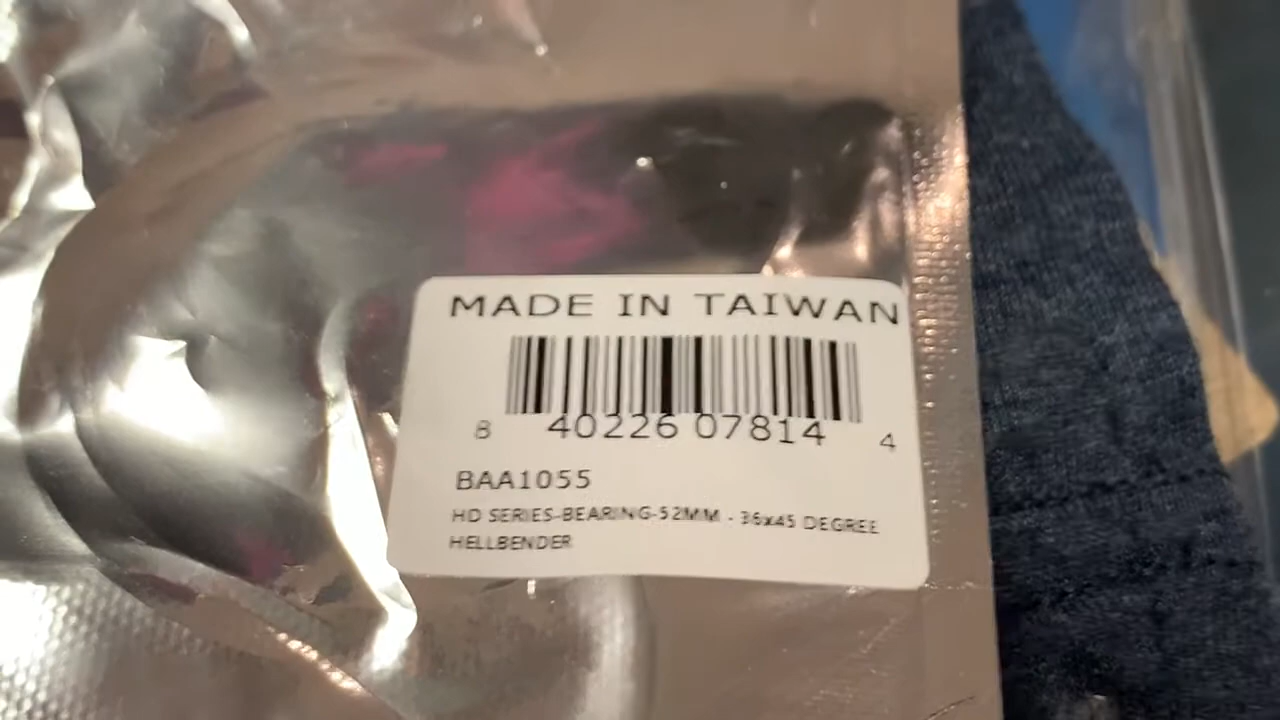 MADE IN TAIWAN
8 40226 07814 4
BAA1055
HD SERIES-BEARING-52MM - 36x45 DEGREE
HELLBENDER